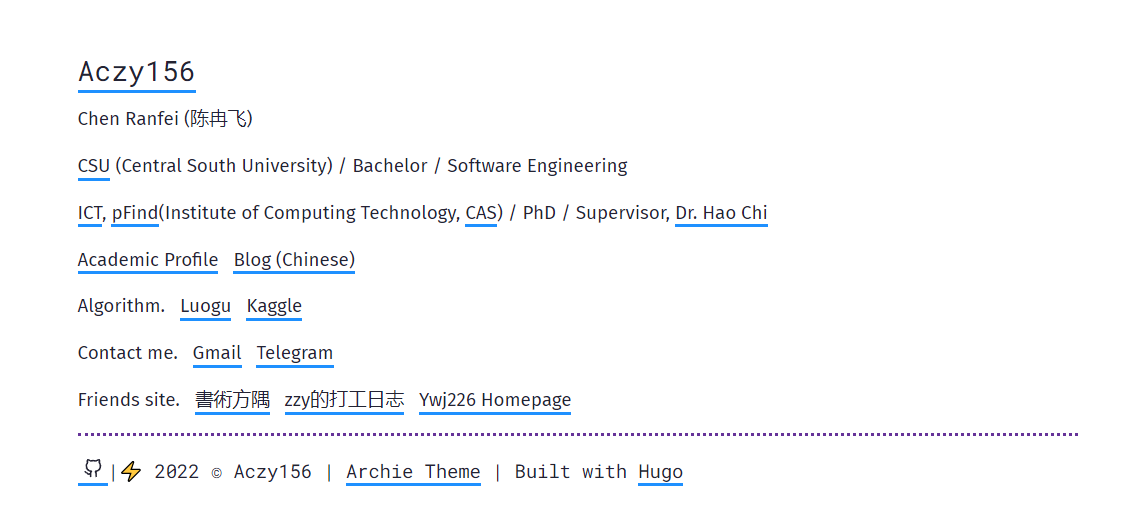 Aczy156
Chen Ranfei (陈冉飞)
CSU (Central South University) / Bachelor / Software Engineering
ICT, pFind(Institute of Computing Technology, CAS) / PhD / Supervisor, Dr. Hao Chi
Academic Profile Blog (Chinese)
Algorithm. Luogu Kaggle
Contact me. Gmail Telegram
Friends site. 書術方隅 zzy的打工日志 Ywj226 Homepage
|⚡ 2022 © Aczy156 | Archie Theme | Built with Hugo